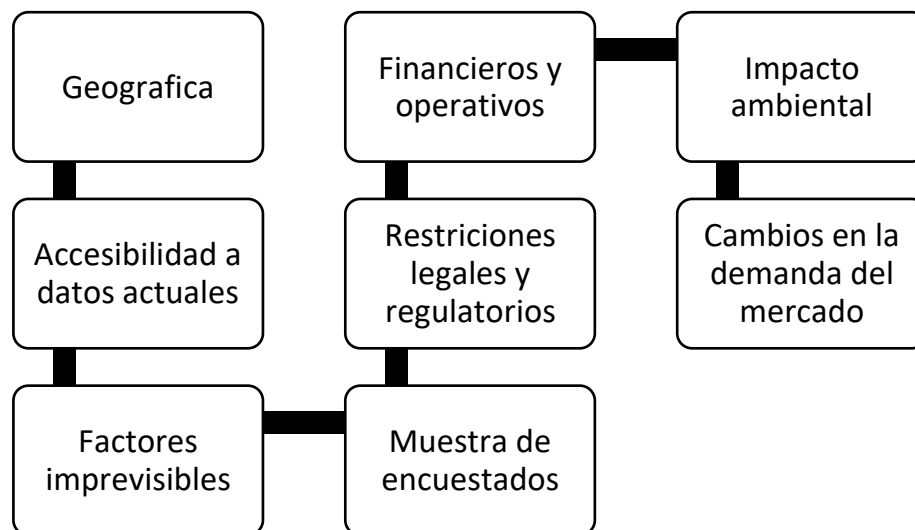 Geografica
Accesibilidad a
datos actuales
Factores
imprevisibles
Muestra de
encuestados
Restriciones
legales y
regulatorios
Financieros y
operativos
Impacto
ambiental
Cambios en la
demanda del
mercado